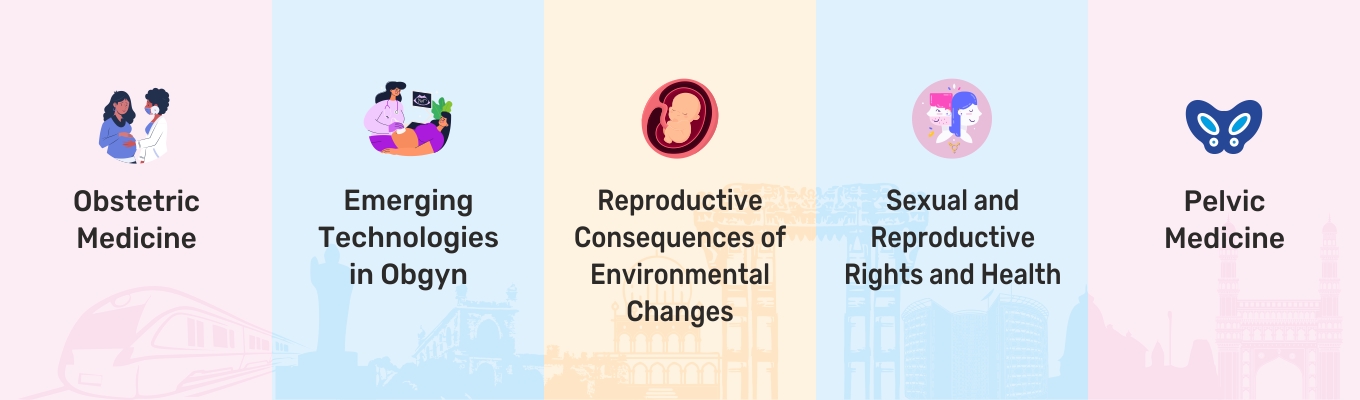 Obstetric
Medicine
Emerging
Technologies
in Obgyn
Reproductive
Consequences of
Environmental
Changes
Sexual and
Reproductive
Rights and Health
Pelvic
Medicine